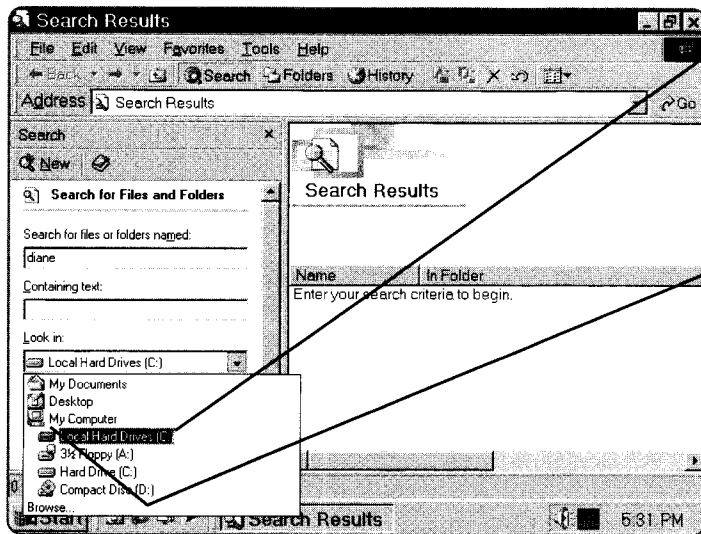 Search Results
File Edit View Favorites Tools Help
Back Search Folders History
Address Search Results Go
Search
New
Search for Files and Folders
Search Results
Search for files or folders named:
diane
Name In Folder
Containing text:
Enter your search criteria to begin.
Look in:
Local Hard Drives (C:)
My Documents
Desktop
My Computer
Local Hard Drives (C:
3½ Floppy (A:)
Hard Drive (C:)
Compact Disc (D:)
Browse...
Start Search Results 5:31 PM